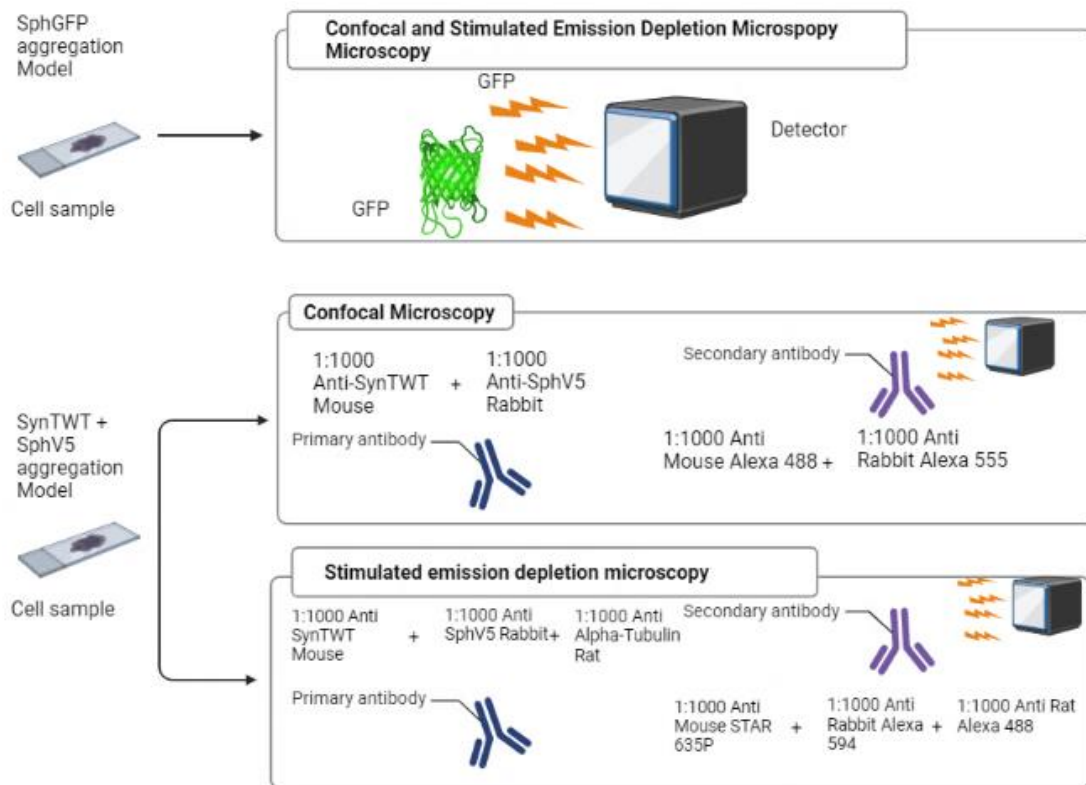 SphGFP
aggregation
Model
Cell sample
Confocal and Stimulated Emission Depletion Microspopy
Microscopy
GFP
GFP
Detector
SynTWT +
SphV5
aggregation
Model
Cell sample
Confocal Microscopy
1:1000
Anti-SynTWT
Mouse
+
1:1000
Anti-SphV5
Rabbit
Primary antibody
Secondary antibody
1:1000 Anti
Mouse Alexa 488 +
1:1000 Anti
Rabbit Alexa 555
Stimulated emission depletion microscopy
1:1000 Anti
SynTWT
Mouse
+
1:1000 Anti
SphV5 Rabbit+
1:1000 Anti
Alpha-Tubulin
Rat
Primary antibody
Secondary antibody
1:1000 Anti
Mouse STAR
635P
+
1:1000 Anti
Rabbit Alexa
594
+
1:1000 Anti Rat
Alexa 488